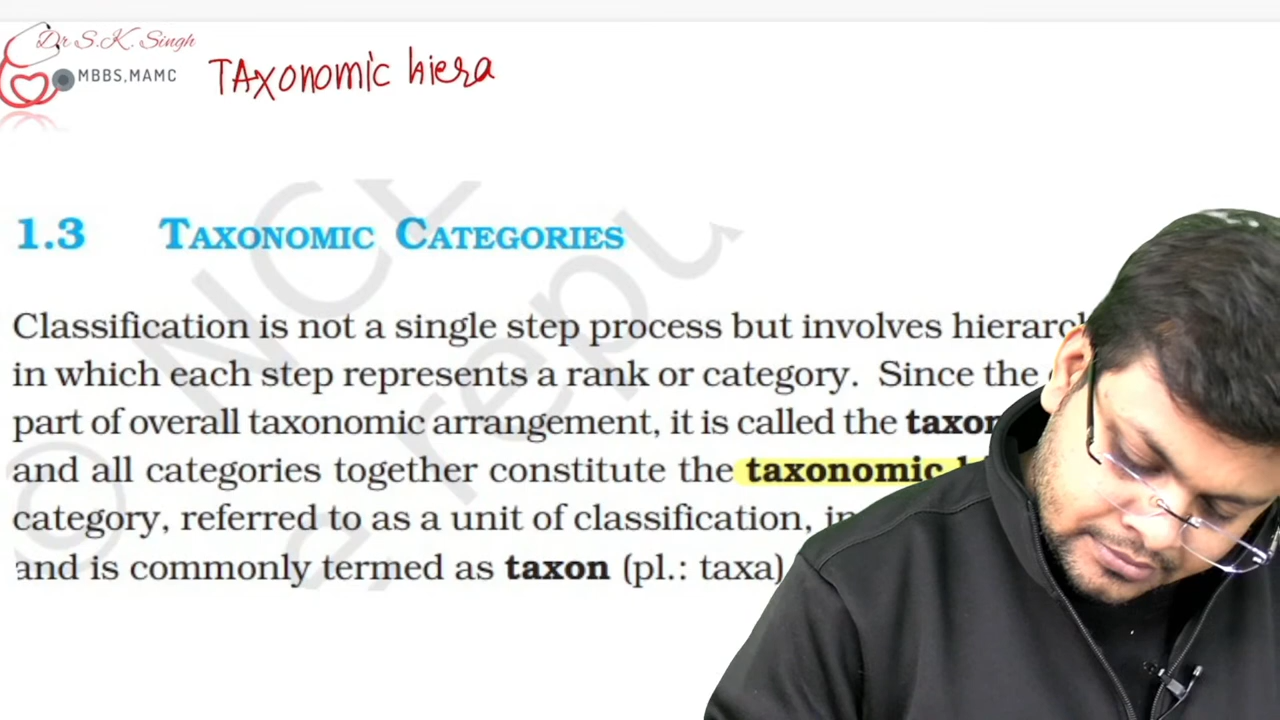 Dr S.K. Singh
MBBS,MAMC
TAxonomic hiera
1.3 TAXONOMIC CATEGORIES
Classification is not a single step process but involves
in which each step represents a rank or category. Since the
part of overall taxonomic arrangement, it is called the
and all categories together constitute the taxonomic
category, referred to as a unit of classification,
and is commonly termed as taxon (pl.: taxa)